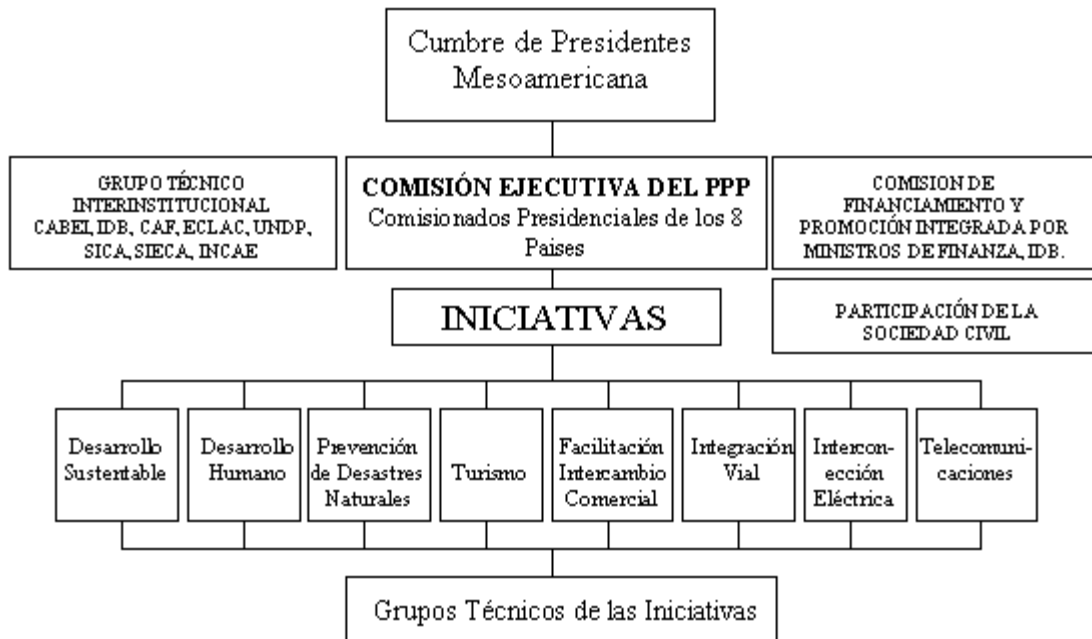 Cumbre de Presidentes
Mesoamericana
GRUPO TÉCNICO
INTERINSTITUCIONAL
CABEI, IDB, CAF, ECLAC, UNDP,
SICA, SIECA, INCAE
COMISIÓN EJECUTIVA DEL PPP
Comisionados Presidenciales de los 8
Paises
COMISION DE
FINANCIAMIENTO Y
PROMOCIÓN INTEGRADA POR
MINISTROS DE FINANZA, IDB.
INICIATIVAS
PARTICIPACIÓN DE LA
SOCIEDAD CIVIL
Desarrollo
Sustentable
Desarrollo
Humano
Prevención
de Desastres
Naturales
Turismo
Facilitación
Intercambio
Comercial
Integración
Vial
Intercon-
ección
Eléctrica
Telecomuni-
caciones
Grupos Técnicos de las Iniciativas